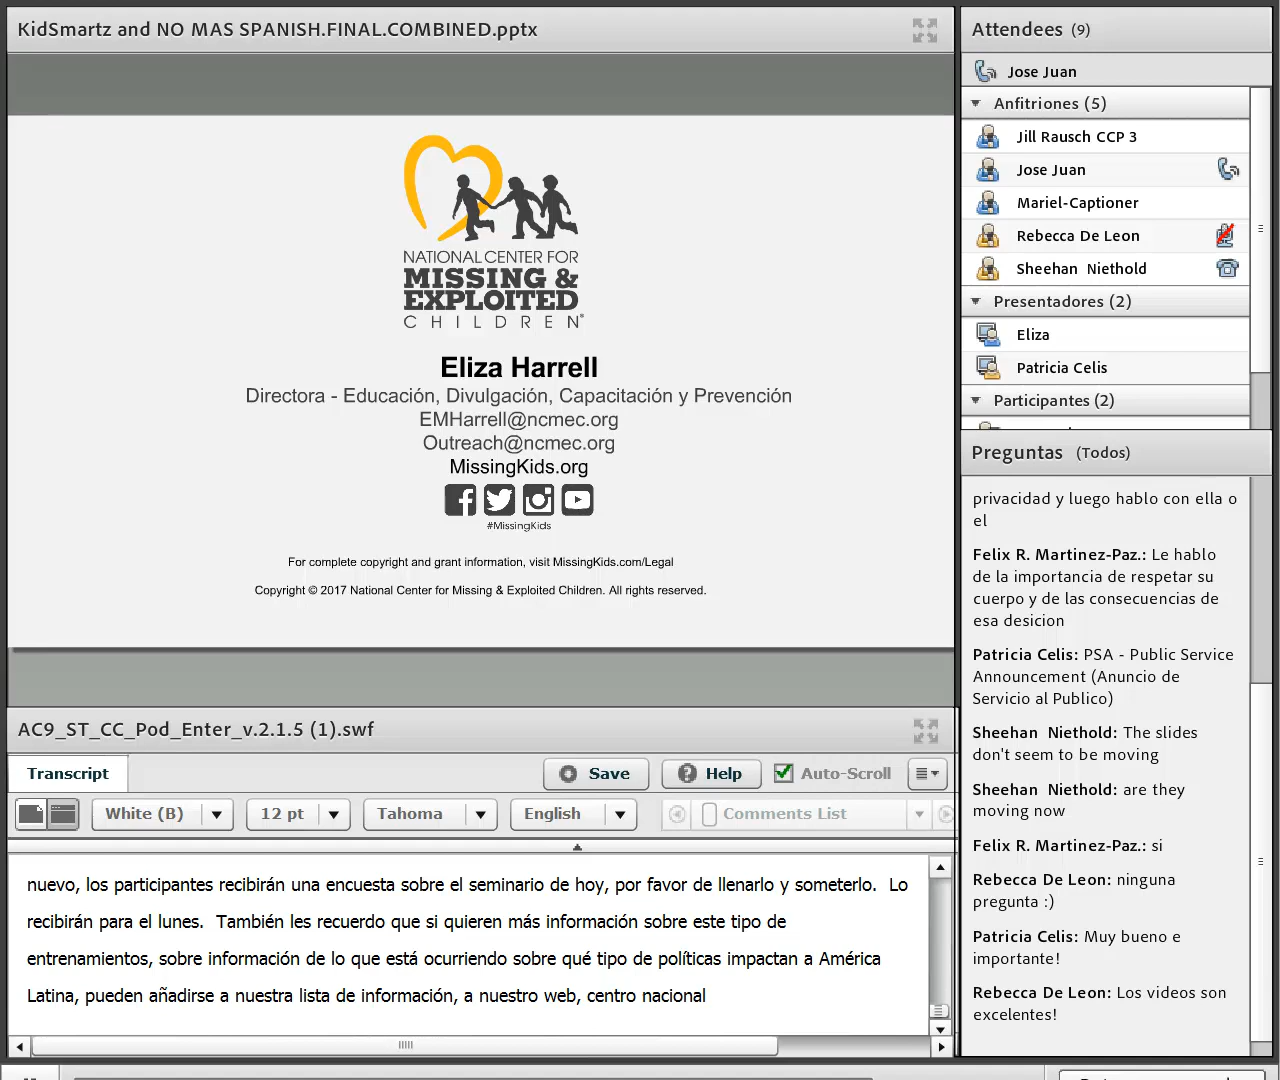 KidSmartz and NO MAS SPANISH.FINAL.COMBINED.pptx
NATIONAL CENTER FOR
MISSING &
EXPLOITED
CHILDREN®
Eliza Harrell
Directora - Educación, Divulgación, Capacitación y Prevención
EMHarrell@ncmec.org
Outreach@ncmec.org
MissingKids.org
#MissingKids
For complete copyright and grant information, visit MissingKids.com/Legal
Copyright © 2017 National Center for Missing & Exploited Children. All rights reserved.
AC9_ST_CC_Pod_Enter_v.2.1.5 (1).swf
Transcript
Save
Help
Auto-Scroll
White (B)
12 pt
Tahoma
English
Comments List
nuevo, los participantes recibirán una encuesta sobre el seminario de hoy, por favor de llenarlo y someterlo.  Lo
recibirán para el lunes.  También les recuerdo que si quieren más información sobre este tipo de
entrenamientos, sobre información de lo que está ocurriendo sobre qué tipo de políticas impactan a América
Latina, pueden añadirse a nuestra lista de información, a nuestro web, centro nacional
Attendees (9)
Jose Juan
Anfitriones (5)
Jill Rausch CCP 3
Jose Juan
Mariel-Captioner
Rebecca De Leon
Sheehan  Niethold
Presentadores (2)
Eliza
Patricia Celis
Participantes (2)
Preguntas (Todos)
privacidad y luego hablo con ella o
el
Felix R. Martinez-Paz.: Le hablo
de la importancia de respetar su
cuerpo y de las consecuencias de
esa desicion
Patricia Celis: PSA - Public Service
Announcement (Anuncio de
Servicio al Publico)
Sheehan  Niethold: The slides
don't seem to be moving
Sheehan  Niethold: are they
moving now
Felix R. Martinez-Paz.: si
Rebecca De Leon: ninguna
pregunta :)
Patricia Celis: Muy bueno e
importante!
Rebecca De Leon: Los videos son
excelentes!